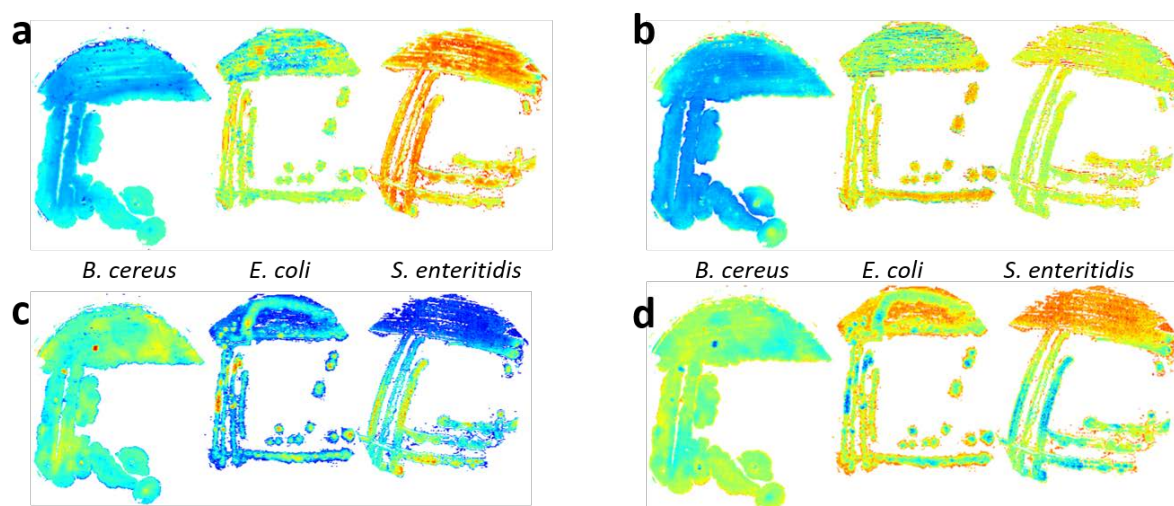 a b
B. cereus E. coli S. enteritidis B. cereus E. coli S. enteritidis
c d